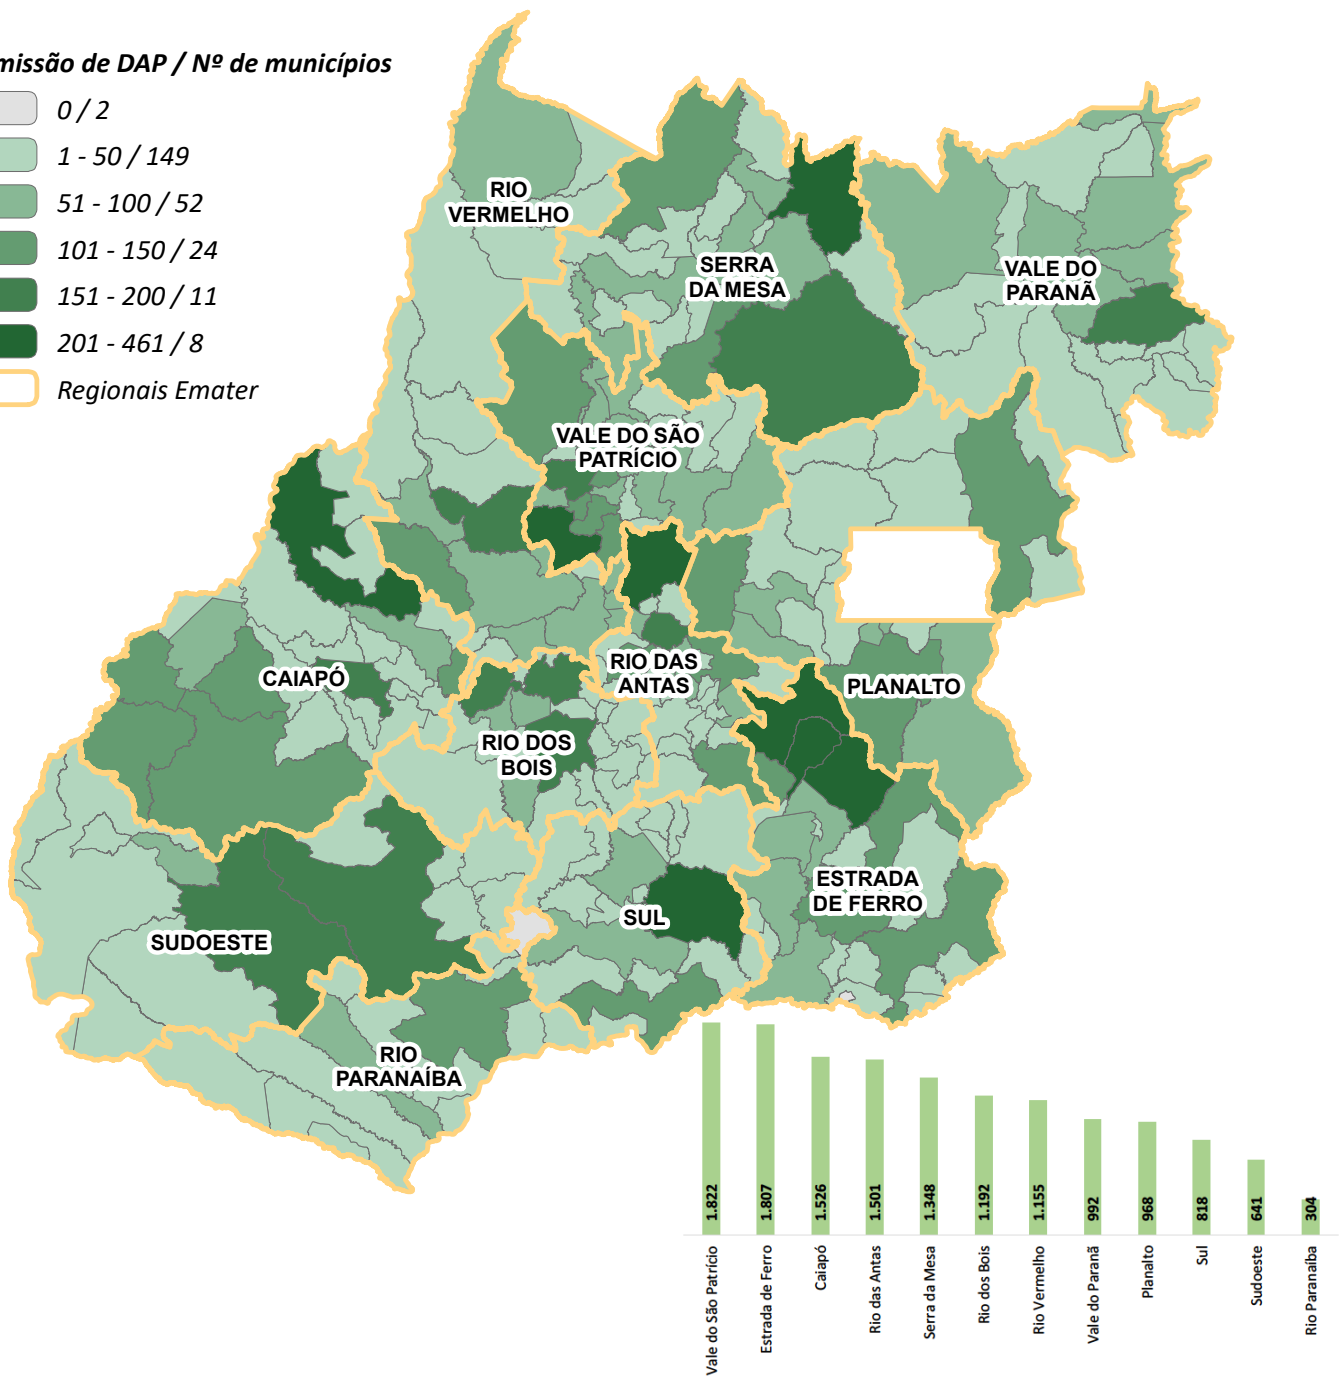 missão de DAP / Nº de municípios
0 / 2
1 - 50 / 149
51 - 100 / 52
101 - 150 / 24
151 - 200 / 11
201 - 461 / 8
Regionais Emater
RIO
VERMELHO
SERRA
DA MESA
VALE DO
PARANÃ
VALE DO SÃO
PATRÍCIO
CAIAPÓ
RIO DAS
ANTAS
PLANALTO
RIO DOS
BOIS
ESTRADA
DE FERRO
SUL
SUDOESTE
RIO
PARANAÍBA
1.822
1.807
1.526
1.501
1.348
1.192
1.155
992
968
818
641
304
Vale do São Patrício
Estrada de Ferro
Caiapó
Rio das Antas
Serra da Mesa
Rio dos Bois
Rio Vermelho
Vale do Paranã
Planalto
Sul
Sudoeste
Rio Paranaíba